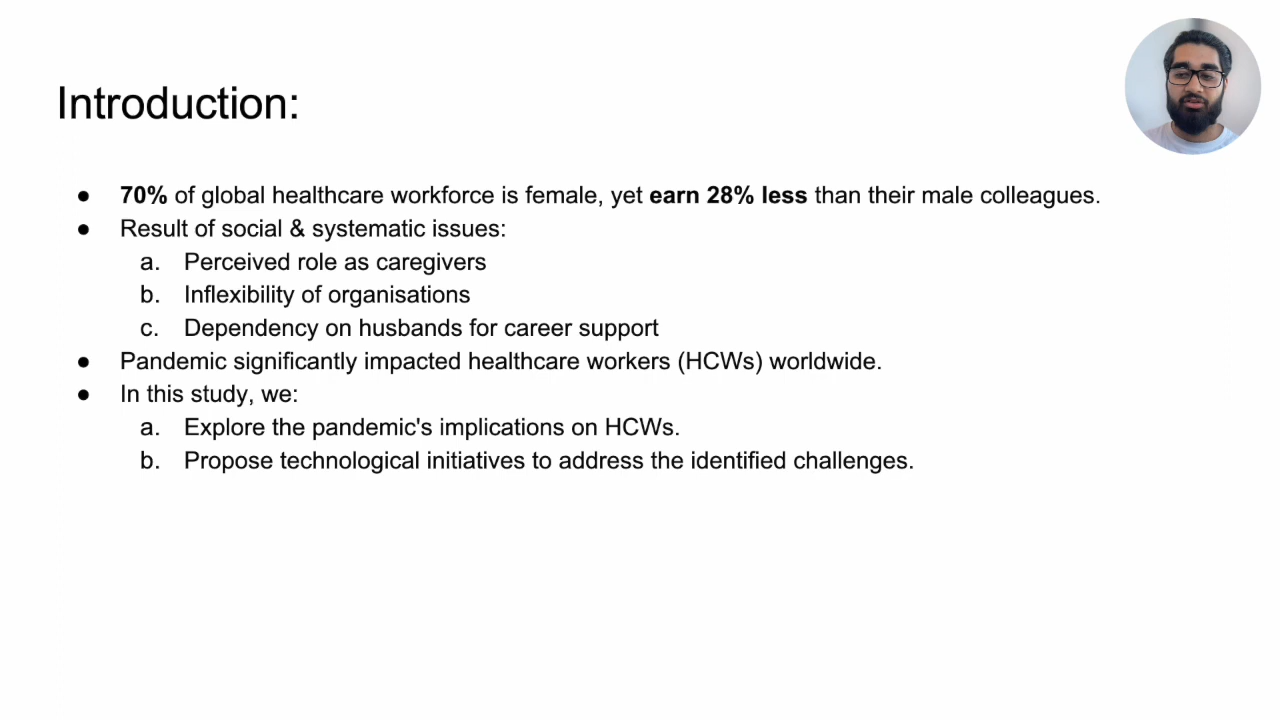 Introduction:
● 70% of global healthcare workforce is female, yet earn 28% less than their male colleagues.
● Result of social & systematic issues:
a. Perceived role as caregivers
b. Inflexibility of organisations
c. Dependency on husbands for career support
● Pandemic significantly impacted healthcare workers (HCWs) worldwide.
● In this study, we:
a. Explore the pandemic's implications on HCWs.
b. Propose technological initiatives to address the identified challenges.